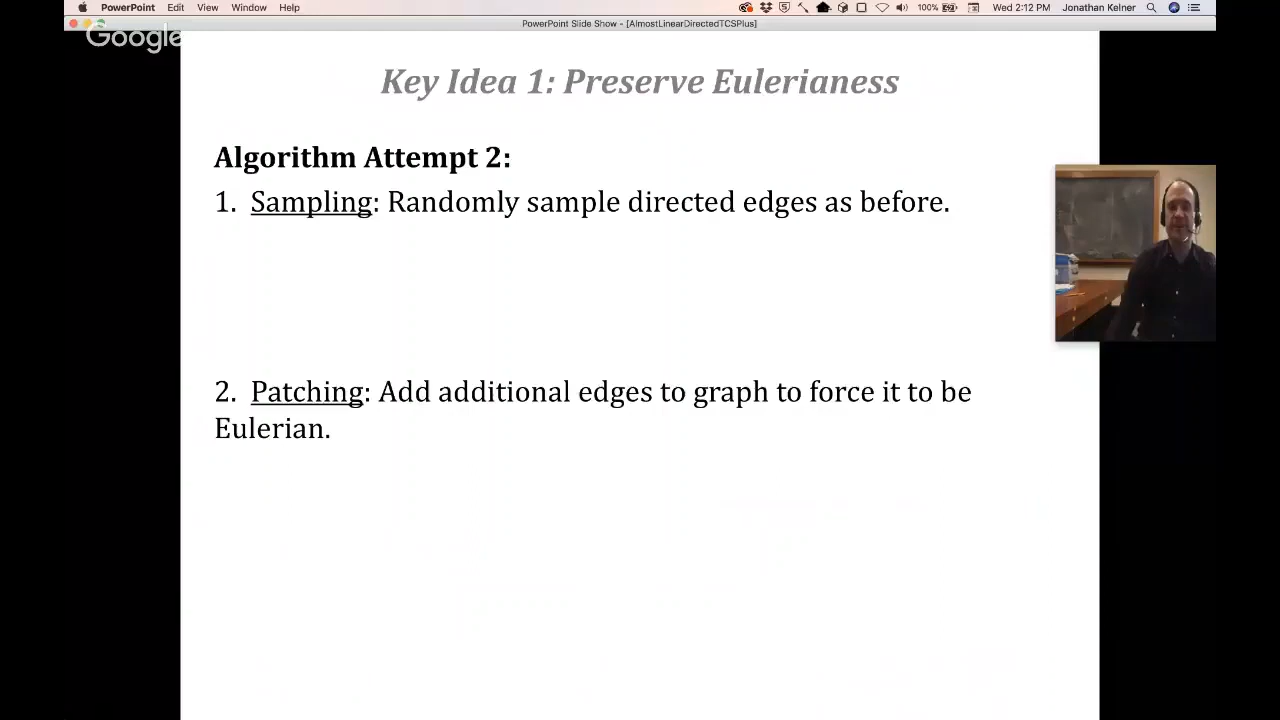 PowerPoint Edit View Window Help 100% Wed 2:12 PM Jonathan Kelner
PowerPoint Slide Show - [AlmostLinearDirectedTCSPlus]
Google
Key Idea 1: Preserve Eulerianess
Algorithm Attempt 2:
1. Sampling: Randomly sample directed edges as before.
2. Patching: Add additional edges to graph to force it to be
Eulerian.